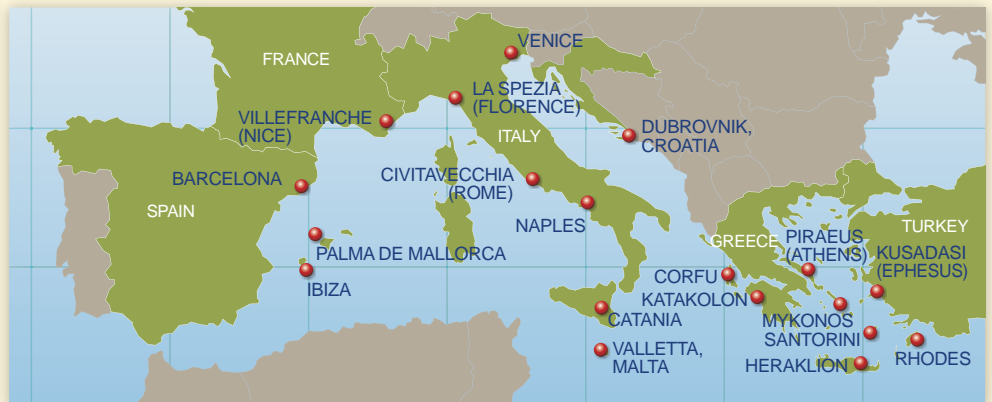 VENICE
FRANCE
LA SPEZIA
(FLORENCE)
VILLEFRANCHE
(NICE)
ITALY
DUBROVNIK,
CROATIA
BARCELONA
CIVITAVECCHIA
(ROME)
SPAIN
NAPLES
PALMA DE MALLORCA
IBIZA
GREECE
PIRAEUS
(ATHENS)
TURKEY
KUSADASI
(EPHESUS)
CORFU
KATAKOLON
CATANIA
MYKONOS
SANTORINI
VALLETTA,
MALTA
HERAKLION
RHODES